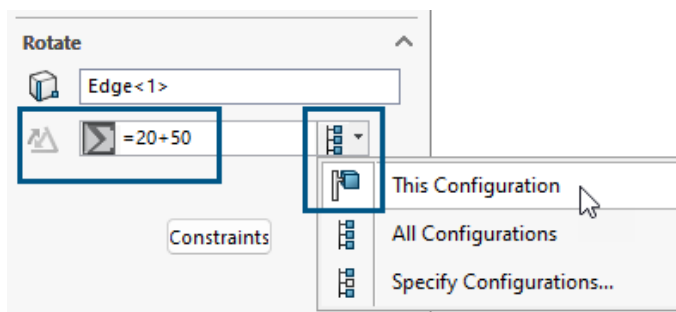 Rotate
Edge<1>
=20+50
This Configuration
Constraints
All Configurations
Specify Configurations...